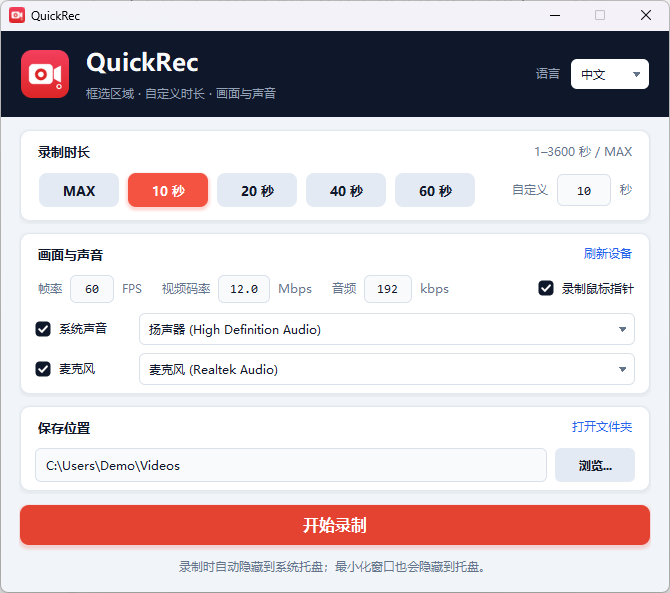 QuickRec
QuickRec
框选区域 · 自定义时长 · 画面与声音
语言 中文
录制时长 1–3600 秒 / MAX
MAX 10 秒 20 秒 40 秒 60 秒 自定义 10 秒
画面与声音 刷新设备
帧率 60 FPS 视频码率 12.0 Mbps 音频 192 kbps 录制鼠标指针
系统声音 扬声器 (High Definition Audio)
麦克风 麦克风 (Realtek Audio)
保存位置 打开文件夹
C:\Users\Demo\Videos 浏览...
开始录制
录制时自动隐藏到系统托盘；最小化窗口也会隐藏到托盘。